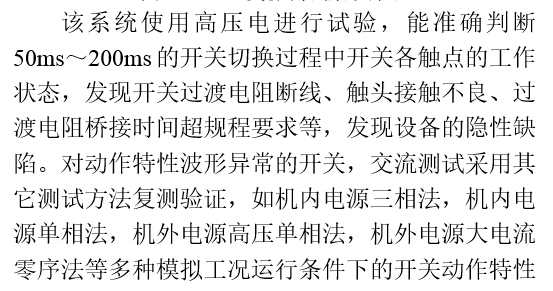 该系统使用高压电进行试验，能准确判断
50ms～200ms的开关切换过程中开关各触点的工作
状态，发现开关过渡电阻断线、触头接触不良、过
渡电阻桥接时间超规程要求等，发现设备的隐性缺
陷。对动作特性波形异常的开关，交流测试采用其
它测试方法复测验证，如机内电源三相法，机内电
源单相法，机外电源高压单相法，机外电源大电流
零序法等多种模拟工况运行条件下的开关动作特性